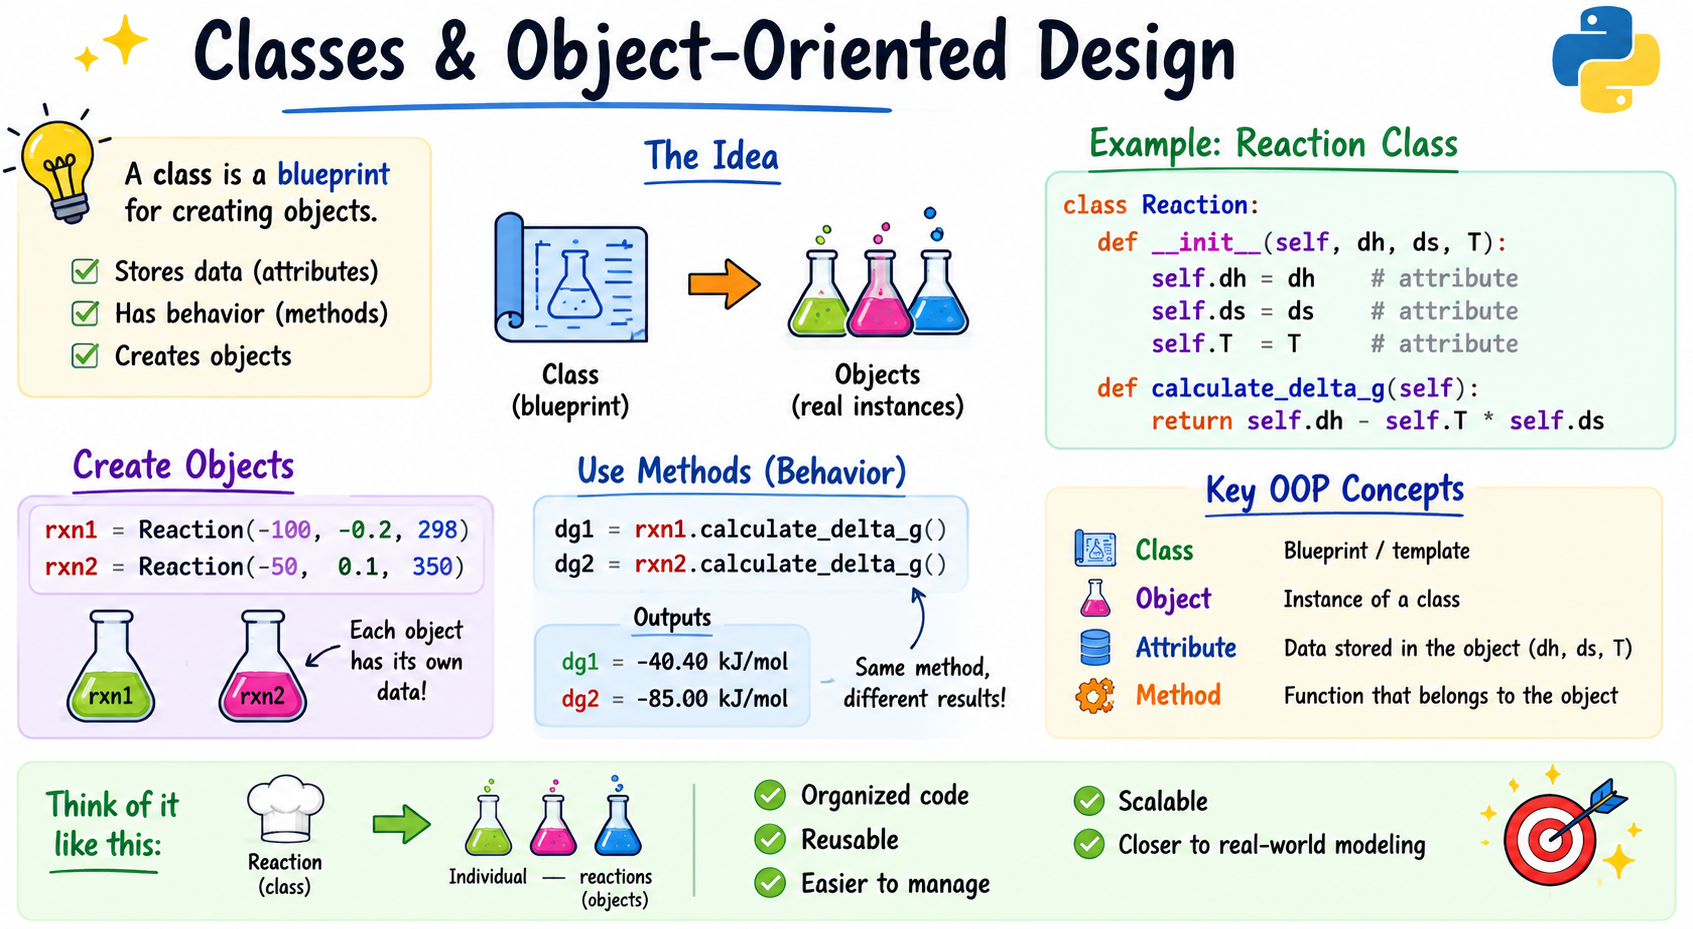 Classes & Object-Oriented Design
A class is a blueprint
for creating objects.
Stores data (attributes)
Has behavior (methods)
Creates objects
The Idea
Class
(blueprint)
Objects
(real instances)
Example: Reaction Class
class Reaction:
def __init__(self, dh, ds, T):
self.dh = dh # attribute
self.ds = ds # attribute
self.T = T # attribute
def calculate_delta_g(self):
return self.dh - self.T * self.ds
Create Objects
rxn1 = Reaction(-100, -0.2, 298)
rxn2 = Reaction(-50, 0.1, 350)
rxn1
rxn2
Each object
has its own
data!
Use Methods (Behavior)
dg1 = rxn1.calculate_delta_g()
dg2 = rxn2.calculate_delta_g()
Outputs
dg1 = -40.40 kJ/mol
dg2 = -85.00 kJ/mol
Same method,
different results!
Key OOP Concepts
Class Blueprint / template
Object Instance of a class
Attribute Data stored in the object (dh, ds, T)
Method Function that belongs to the object
Think of it
like this:
Reaction
(class)
Individual — reactions
(objects)
Organized code
Reusable
Easier to manage
Scalable
Closer to real-world modeling